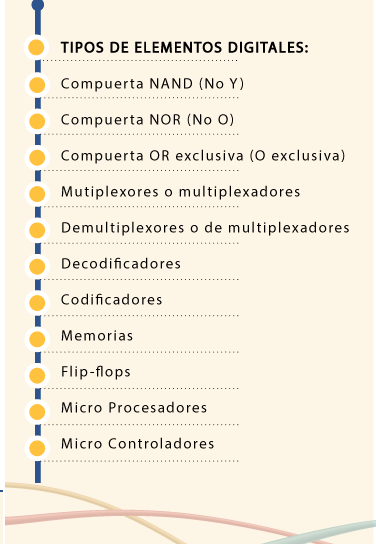 TIPOS DE ELEMENTOS DIGITALES:
Compuerta NAND (No Y)
Compuerta NOR (No O)
Compuerta OR exclusiva (O exclusiva)
Mutiplexores o multiplexadores
Demultiplexores o de multiplexadores
Decodificadores
Codificadores
Memorias
Flip-flops
Micro Procesadores
Micro Controladores